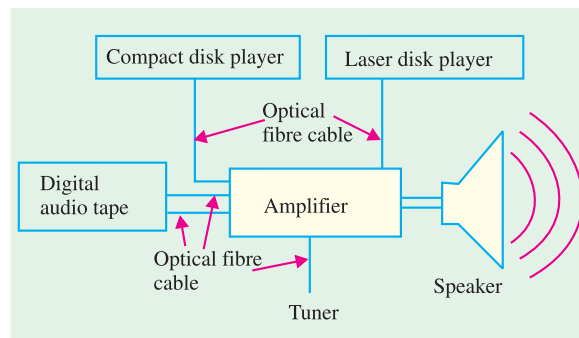 Compact disk player
Laser disk player
Optical
fibre cable
Digital
audio tape
Amplifier
Optical fibre
cable
Speaker
Tuner